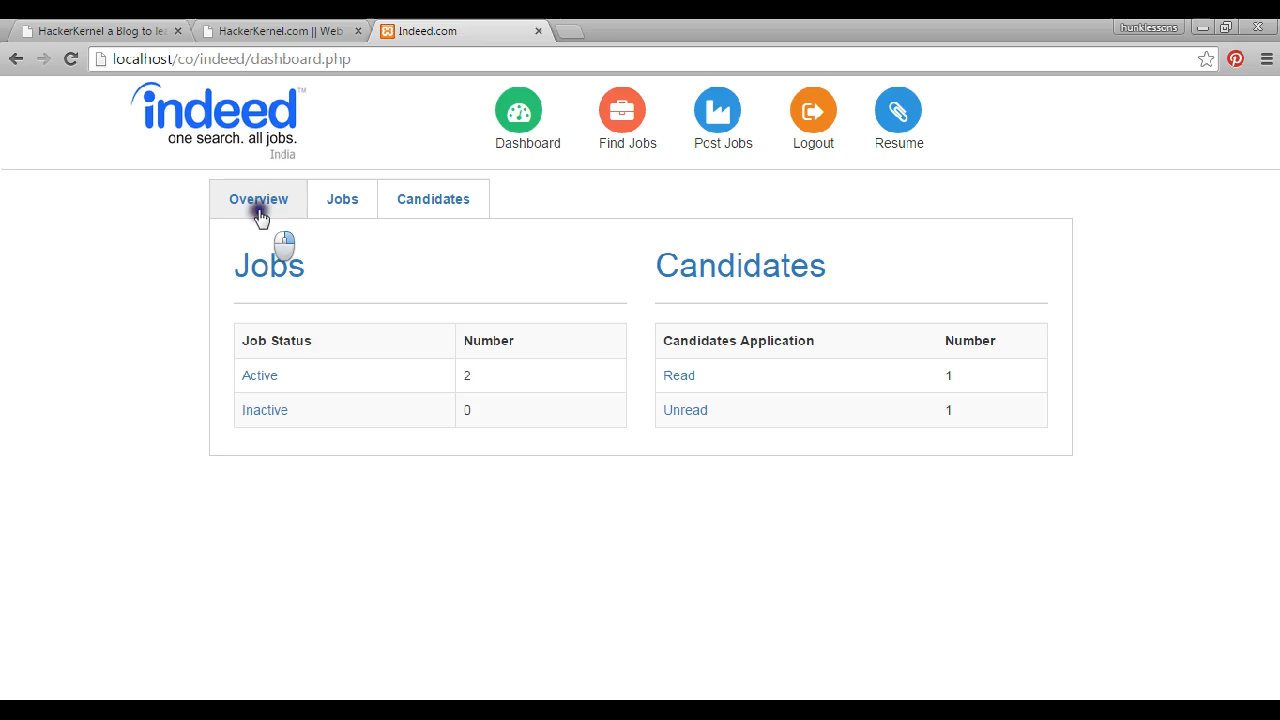 HackerKernel a Blog to le
HackerKernel.com || Web
Indeed.com
hunklessons
localhost/co/indeed/dashboard.php
indeed™
one search. all jobs.
India
Dashboard
Find Jobs
Post Jobs
Logout
Resume
Overview
Jobs
Candidates
Jobs
Candidates
Job Status Number
Active 2
Inactive 0
Candidates Application Number
Read 1
Unread 1